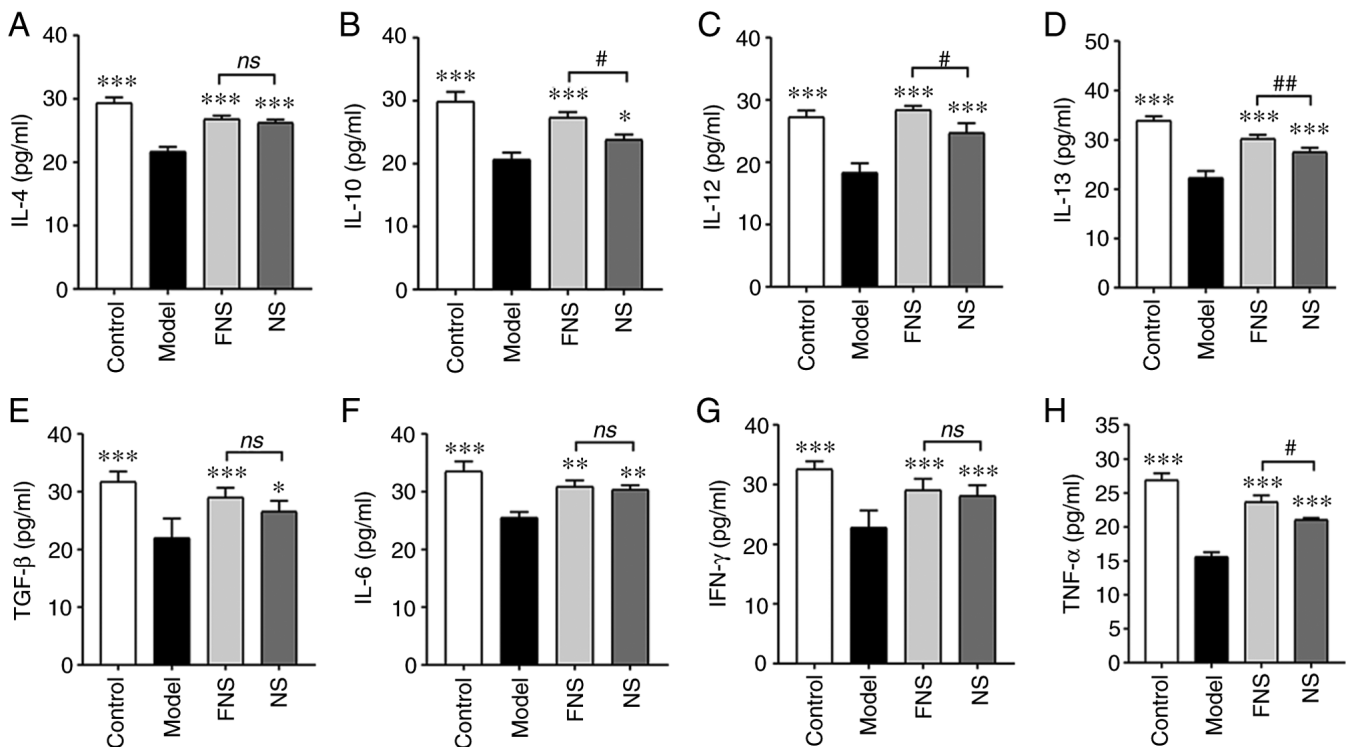 A
IL-4 (pg/ml)
40
30
20
10
0
***
***
***
ns
Control
Model
FNS
NS
B
IL-10 (pg/ml)
40
30
20
10
0
***
***
*
#
Control
Model
FNS
NS
C
IL-12 (pg/ml)
40
30
20
10
0
***
***
***
#
Control
Model
FNS
NS
D
IL-13 (pg/ml)
50
40
30
20
10
0
***
***
***
##
Control
Model
FNS
NS
E
TGF-β (pg/ml)
40
30
20
10
0
***
***
*
ns
Control
Model
FNS
NS
F
IL-6 (pg/ml)
40
30
20
10
0
***
**
**
ns
Control
Model
FNS
NS
G
IFN-γ (pg/ml)
40
30
20
10
0
***
***
***
ns
Control
Model
FNS
NS
H
TNF-α (pg/ml)
35
30
25
20
15
10
5
0
***
***
***
#
Control
Model
FNS
NS